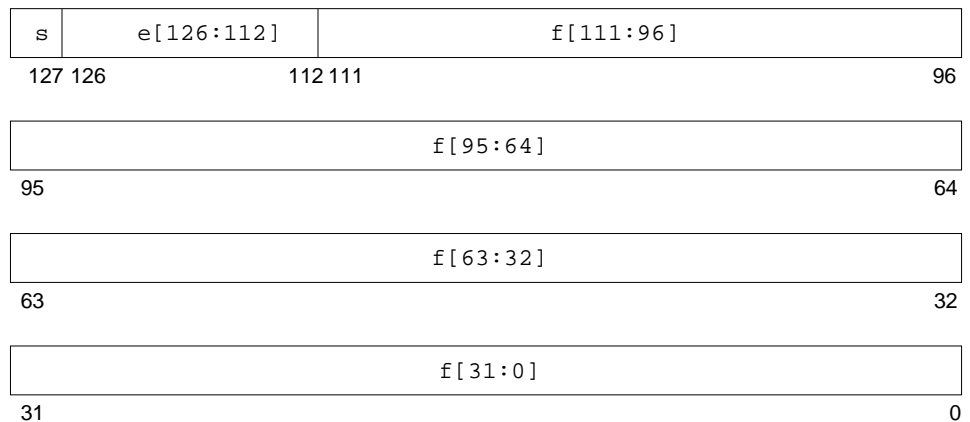 s e[126:112] f[111:96]
127 126 112 111 96
f[95:64]
95 64
f[63:32]
63 32
f[31:0]
31 0